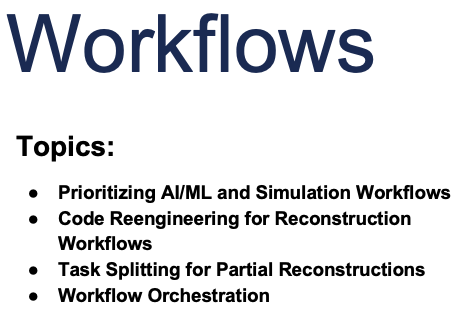 Workflows
Topics:
● Prioritizing AI/ML and Simulation Workflows
● Code Reengineering for Reconstruction
Workflows
● Task Splitting for Partial Reconstructions
● Workflow Orchestration